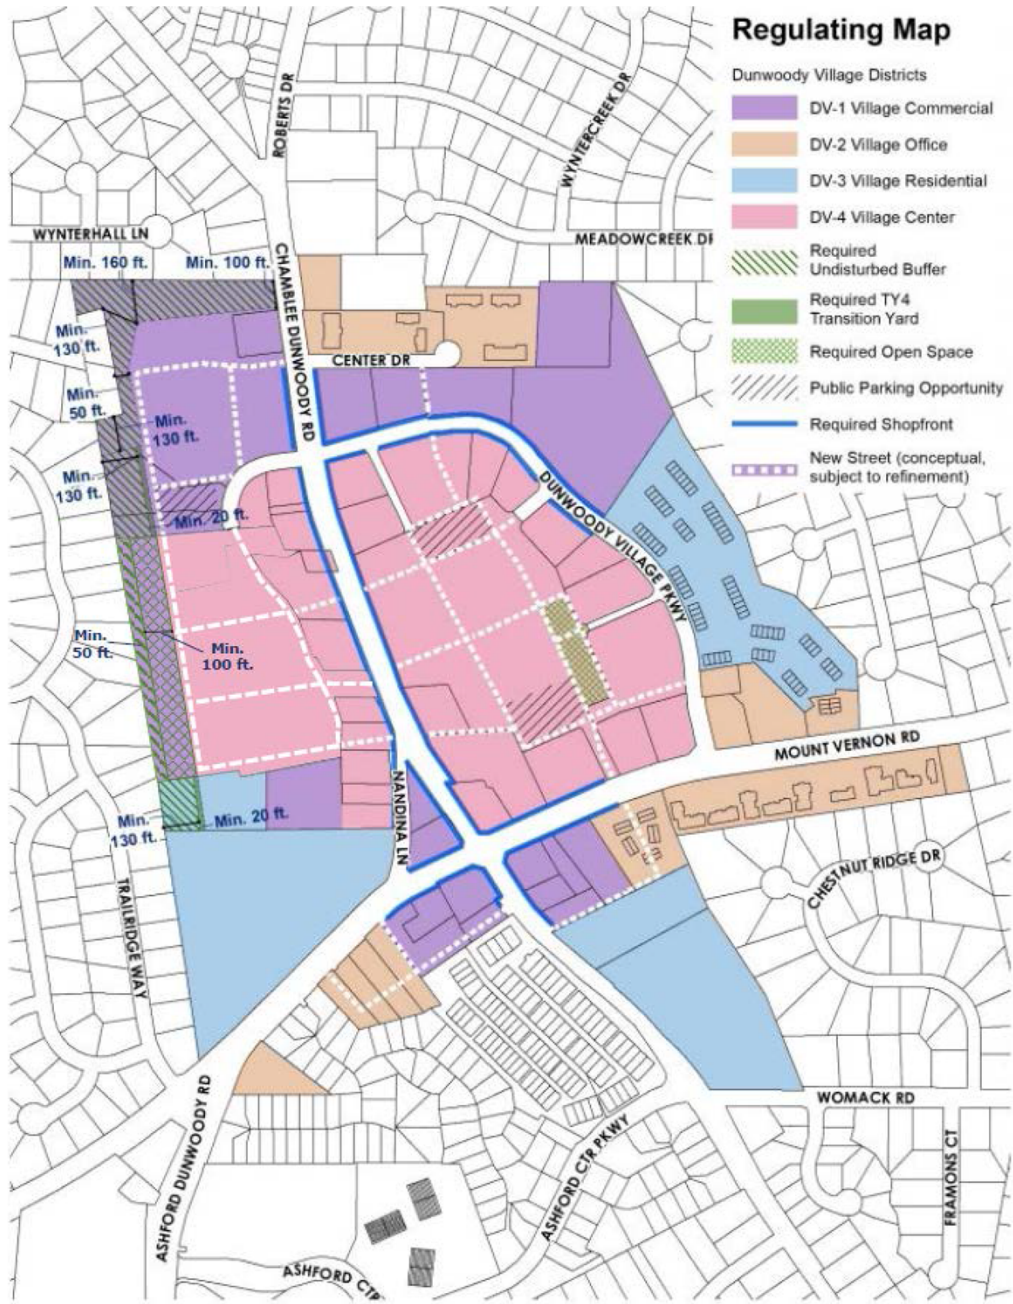 Regulating Map
Dunwoody Village Districts
DV-1 Village Commercial
DV-2 Village Office
DV-3 Village Residential
DV-4 Village Center
Required
Undisturbed Buffer
Required TY4
Transition Yard
Required Open Space
Public Parking Opportunity
Required Shopfront
New Street (conceptual,
subject to refinement)
ROBERTS DR
WYNTERCREEK DR
WYNTERHALL LN
MEADOWCREEK DR
Min. 160 ft.
Min. 100 ft.
CHAMBLEE DUNWOODY RD
Min.
130 ft.
CENTER DR
Min.
50 ft.
Min.
130 ft.
Min.
130 ft.
Min. 20 ft.
DUNWOODY VILLAGE PKWY
Min.
50 ft.
Min.
100 ft.
MOUNT VERNON RD
NANDINA LN
Min.
130 ft.
Min. 20 ft.
CHESTNUT RIDGE DR
TRAILRIDGE WAY
ASHFORD DUNWOODY RD
WOMACK RD
ASHFORD CTR PKWY
FRAMONS CT
ASHFORD CTR